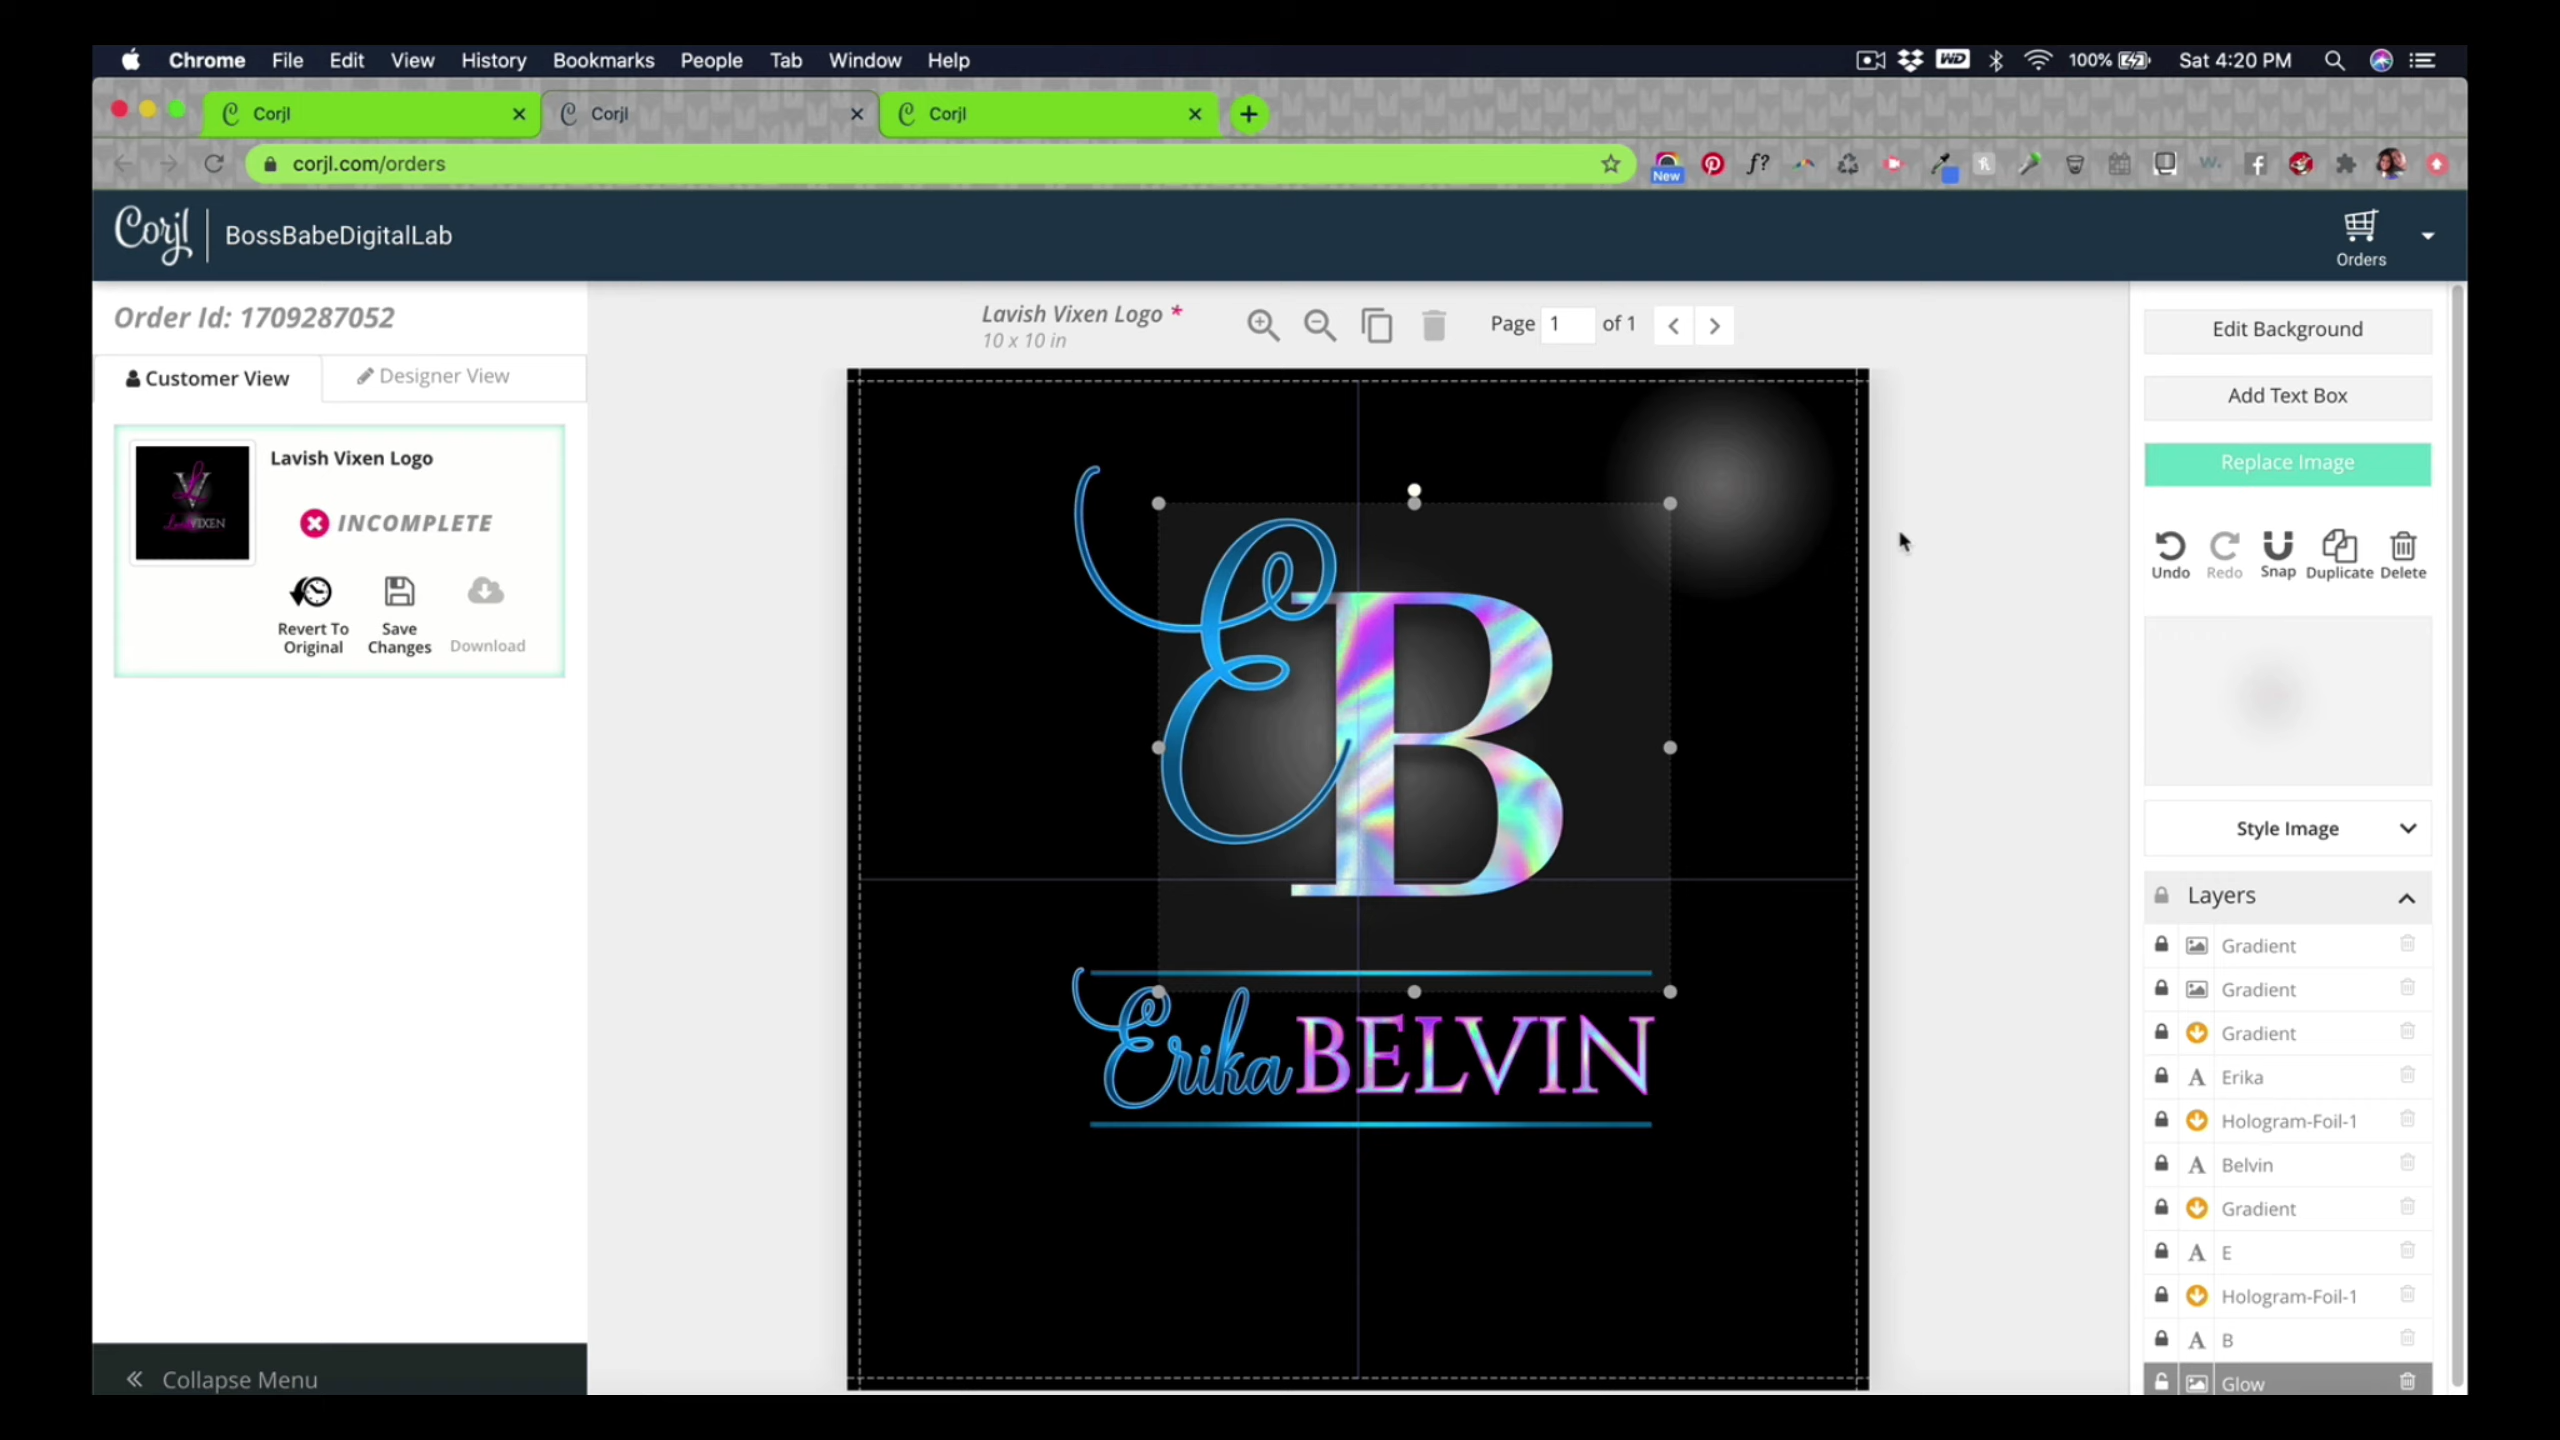 Chrome File Edit View History Bookmarks People Tab Window Help
WD 100% Sat 4:20 PM
Corjl Corjl Corjl
corjl.com/orders
New f?
Corjl BossBabeDigitalLab
Orders
Order Id: 1709287052
Customer View Designer View
Lavish Vixen Logo
INCOMPLETE
Revert To Original
Save Changes
Download
Collapse Menu
Lavish Vixen Logo *
10 x 10 in
Page 1 of 1
E B
Erika BELVIN
Edit Background
Add Text Box
Replace Image
Undo Redo Snap Duplicate Delete
Style Image
Layers
Gradient
Gradient
Gradient
A Erika
Hologram-Foil-1
A Belvin
Gradient
A E
Hologram-Foil-1
A B
Glow